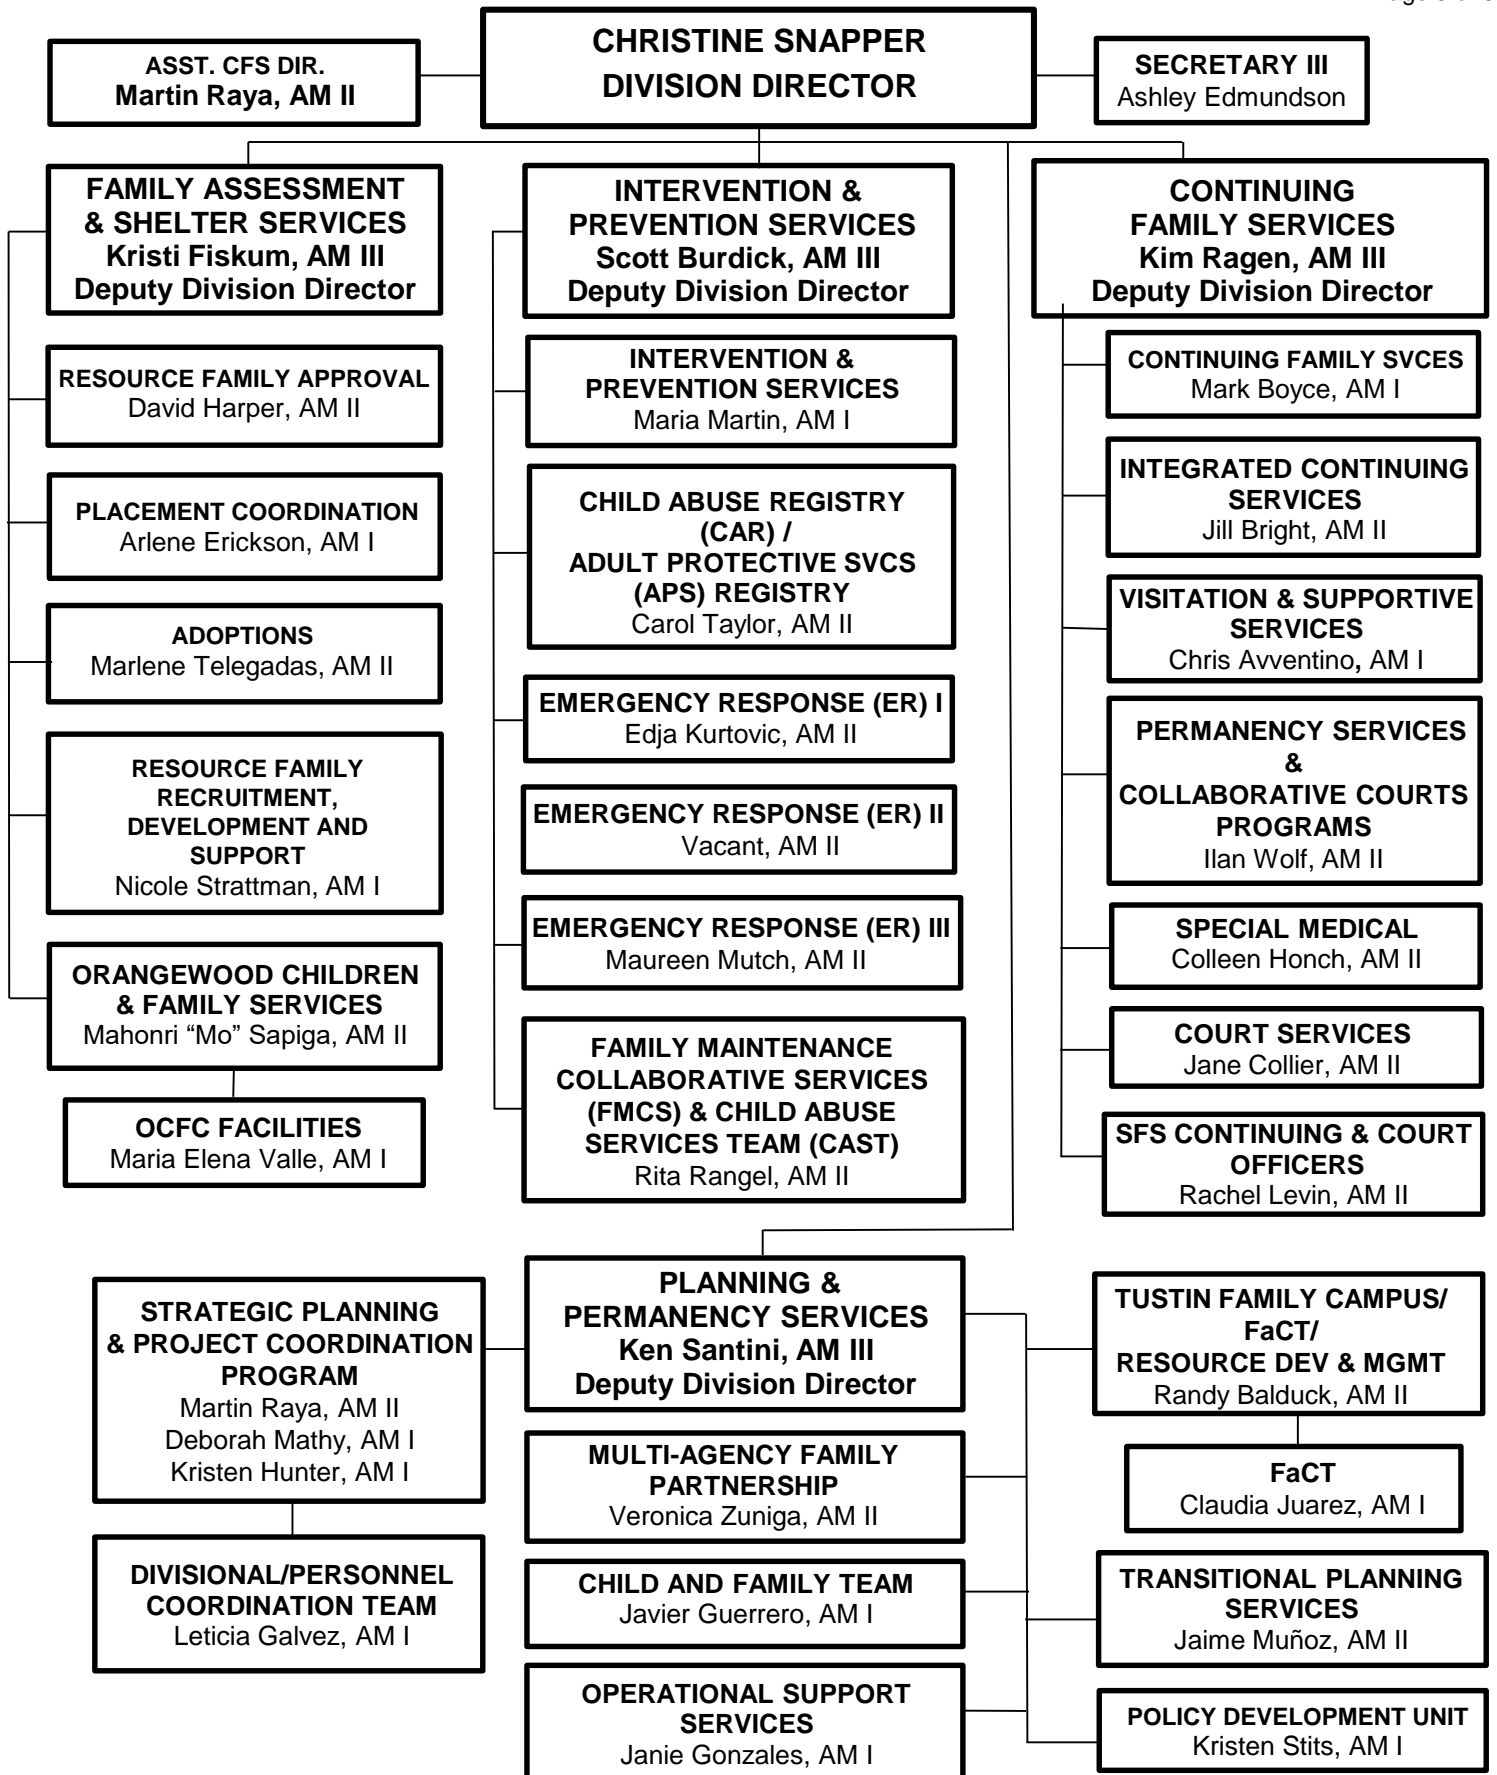 CHRISTINE SNAPPER
DIVISION DIRECTOR
ASST. CFS DIR.
Martin Raya, AM II
SECRETARY III
Ashley Edmundson
FAMILY ASSESSMENT
& SHELTER SERVICES
Kristi Fiskum, AM III
Deputy Division Director
RESOURCE FAMILY APPROVAL
David Harper, AM II
PLACEMENT COORDINATION
Arlene Erickson, AM I
ADOPTIONS
Marlene Telegadas, AM II
RESOURCE FAMILY
RECRUITMENT,
DEVELOPMENT AND
SUPPORT
Nicole Strattman, AM I
ORANGEWOOD CHILDREN
& FAMILY SERVICES
Mahonri “Mo” Sapiga, AM II
OCFC FACILITIES
Maria Elena Valle, AM I
INTERVENTION &
PREVENTION SERVICES
Scott Burdick, AM III
Deputy Division Director
INTERVENTION &
PREVENTION SERVICES
Maria Martin, AM I
CHILD ABUSE REGISTRY
(CAR) /
ADULT PROTECTIVE SVCS
(APS) REGISTRY
Carol Taylor, AM II
EMERGENCY RESPONSE (ER) I
Edja Kurtovic, AM II
EMERGENCY RESPONSE (ER) II
Vacant, AM II
EMERGENCY RESPONSE (ER) III
Maureen Mutch, AM II
FAMILY MAINTENANCE
COLLABORATIVE SERVICES
(FMCS) & CHILD ABUSE
SERVICES TEAM (CAST)
Rita Rangel, AM II
CONTINUING
FAMILY SERVICES
Kim Ragen, AM III
Deputy Division Director
CONTINUING FAMILY SVCES
Mark Boyce, AM I
INTEGRATED CONTINUING
SERVICES
Jill Bright, AM II
VISITATION & SUPPORTIVE
SERVICES
Chris Avventino, AM I
PERMANENCY SERVICES
&
COLLABORATIVE COURTS
PROGRAMS
Ilan Wolf, AM II
SPECIAL MEDICAL
Colleen Honch, AM II
COURT SERVICES
Jane Collier, AM II
SFS CONTINUING & COURT
OFFICERS
Rachel Levin, AM II
PLANNING &
PERMANENCY SERVICES
Ken Santini, AM III
Deputy Division Director
STRATEGIC PLANNING
& PROJECT COORDINATION
PROGRAM
Martin Raya, AM II
Deborah Mathy, AM I
Kristen Hunter, AM I
DIVISIONAL/PERSONNEL
COORDINATION TEAM
Leticia Galvez, AM I
MULTI-AGENCY FAMILY
PARTNERSHIP
Veronica Zuniga, AM II
CHILD AND FAMILY TEAM
Javier Guerrero, AM I
OPERATIONAL SUPPORT
SERVICES
Janie Gonzales, AM I
TUSTIN FAMILY CAMPUS/
FaCT/
RESOURCE DEV & MGMT
Randy Balduck, AM II
FaCT
Claudia Juarez, AM I
TRANSITIONAL PLANNING
SERVICES
Jaime Muñoz, AM II
POLICY DEVELOPMENT UNIT
Kristen Stits, AM I